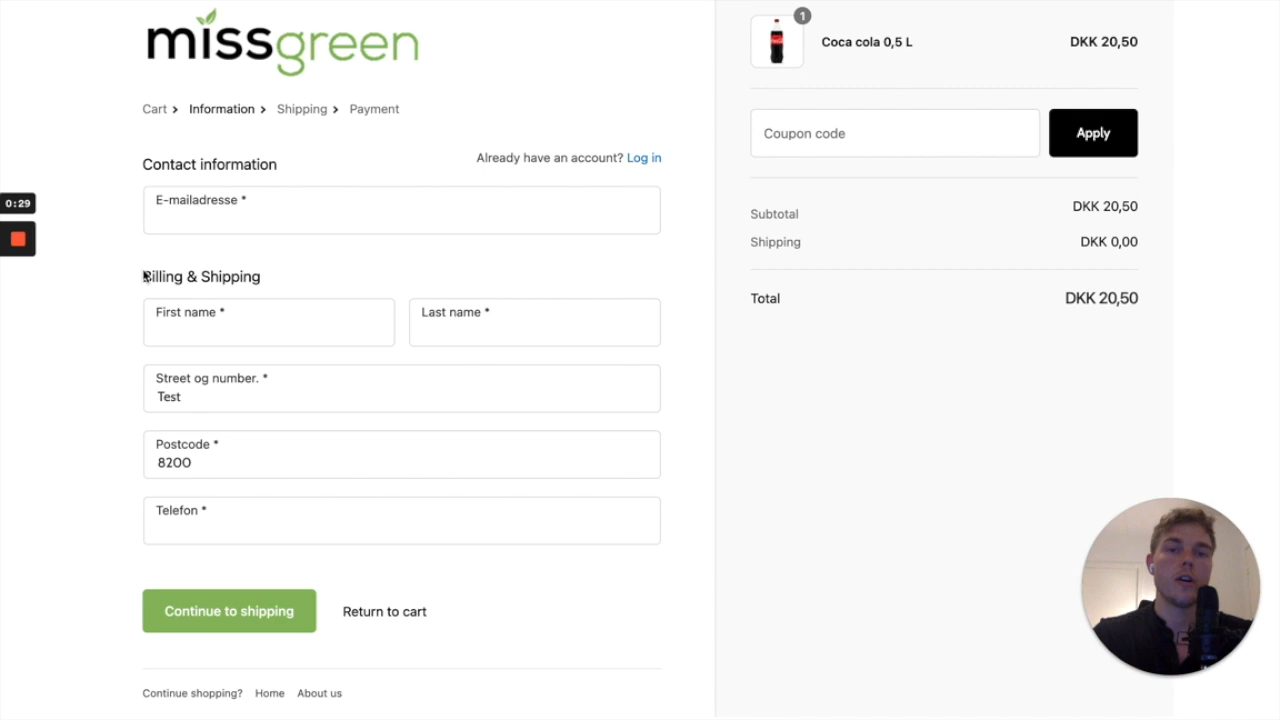 missgreen
Cart > Information > Shipping > Payment
Contact information
Already have an account? Log in
E-mailadresse *
0:29
Billing & Shipping
First name *
Last name *
Street og number. *
Test
Postcode *
8200
Telefon *
Continue to shipping
Return to cart
Continue shopping? Home About us
1
Coca cola 0,5 L DKK 20,50
Coupon code
Apply
Subtotal DKK 20,50
Shipping DKK 0,00
Total DKK 20,50